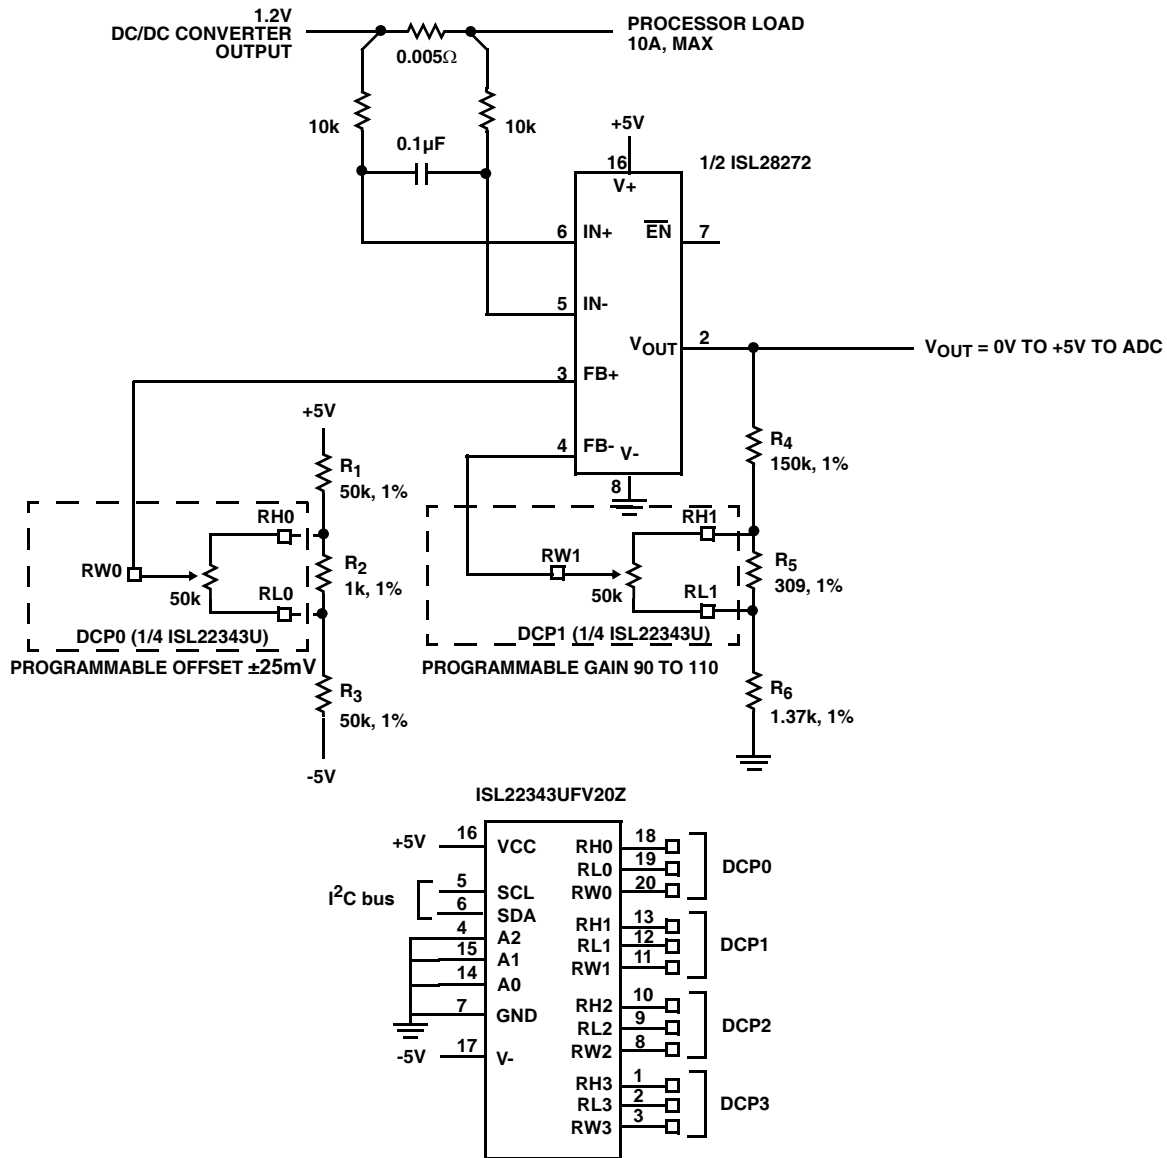 1.2V
DC/DC CONVERTER
OUTPUT
0.005Ω
PROCESSOR LOAD
10A, MAX
10k
10k
0.1µF
+5V
16
V+
1/2 ISL28272
6
IN+
EN
7
5
IN-
VOUT
2
VOUT = 0V TO +5V TO ADC
3
FB+
4
FB-
V-
8
+5V
R1
50k, 1%
RH0
RW0
50k
R2
1k, 1%
RL0
DCP0 (1/4 ISL22343U)
PROGRAMMABLE OFFSET ±25mV
R3
50k, 1%
-5V
R4
150k, 1%
RH1
RW1
50k
R5
309, 1%
RL1
DCP1 (1/4 ISL22343U)
PROGRAMMABLE GAIN 90 TO 110
R6
1.37k, 1%
ISL22343UFV20Z
+5V
16
VCC
I2C bus
5
SCL
6
SDA
4
A2
15
A1
14
A0
7
GND
-5V
17
V-
RH0
18
RL0
19
RW0
20
DCP0
RH1
13
RL1
12
RW1
11
DCP1
RH2
10
RL2
9
RW2
8
DCP2
RH3
1
RL3
2
RW3
3
DCP3